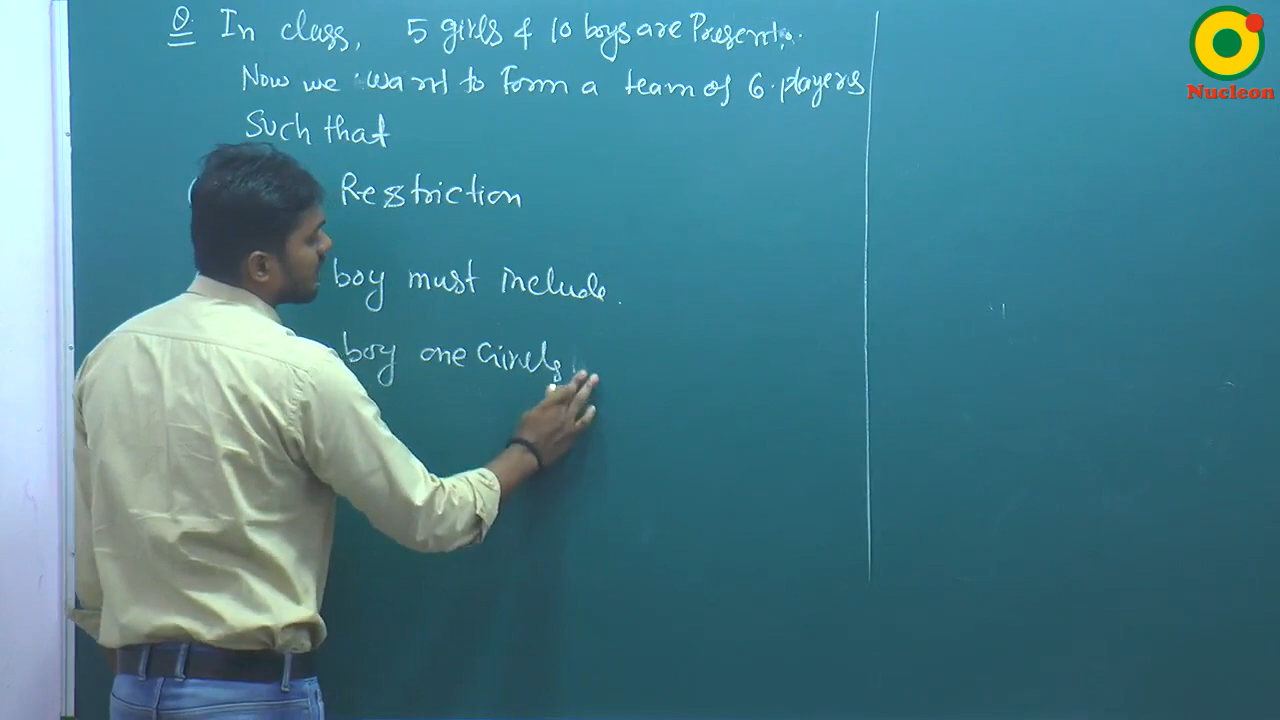 Q. In class, 5 girls & 10 boys are Present.
Now we want to form a team of 6 players
Such that
Restriction
boy must include.
boy one Girls
Nucleon